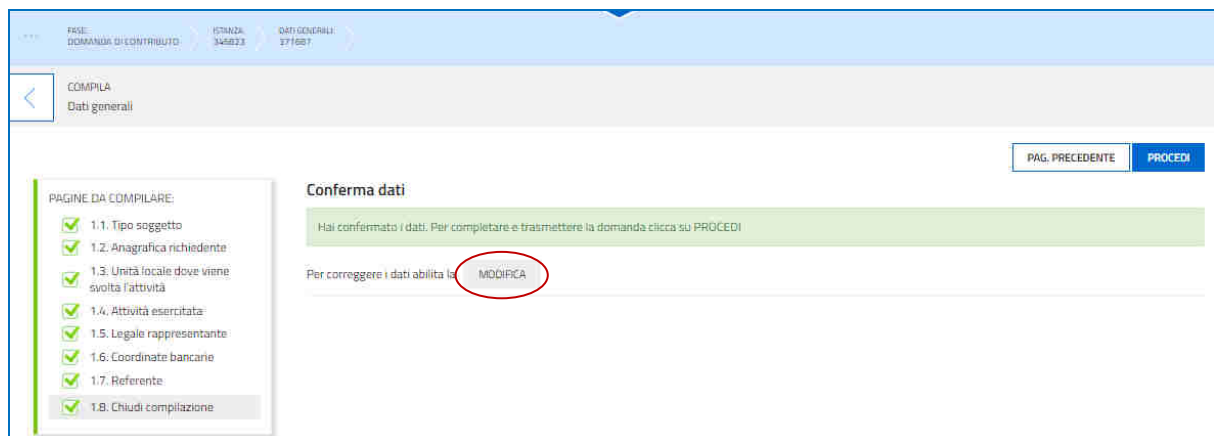 FASE: ISTANZA: DATI GENERALI:
DOMANDA DI CONTRIBUTO 345823 371687
COMPILA
Dati generali
PAG. PRECEDENTE PROCEDI
PAGINE DA COMPILARE:
1.1. Tipo soggetto
1.2. Anagrafica richiedente
1.3. Unità locale dove viene
svolta l'attività
1.4. Attività esercitata
1.5. Legale rappresentante
1.6. Coordinate bancarie
1.7. Referente
1.8. Chiudi compilazione
Conferma dati
Hai confermato i dati. Per completare e trasmettere la domanda clicca su PROCEDI
Per correggere i dati abilita la MODIFICA